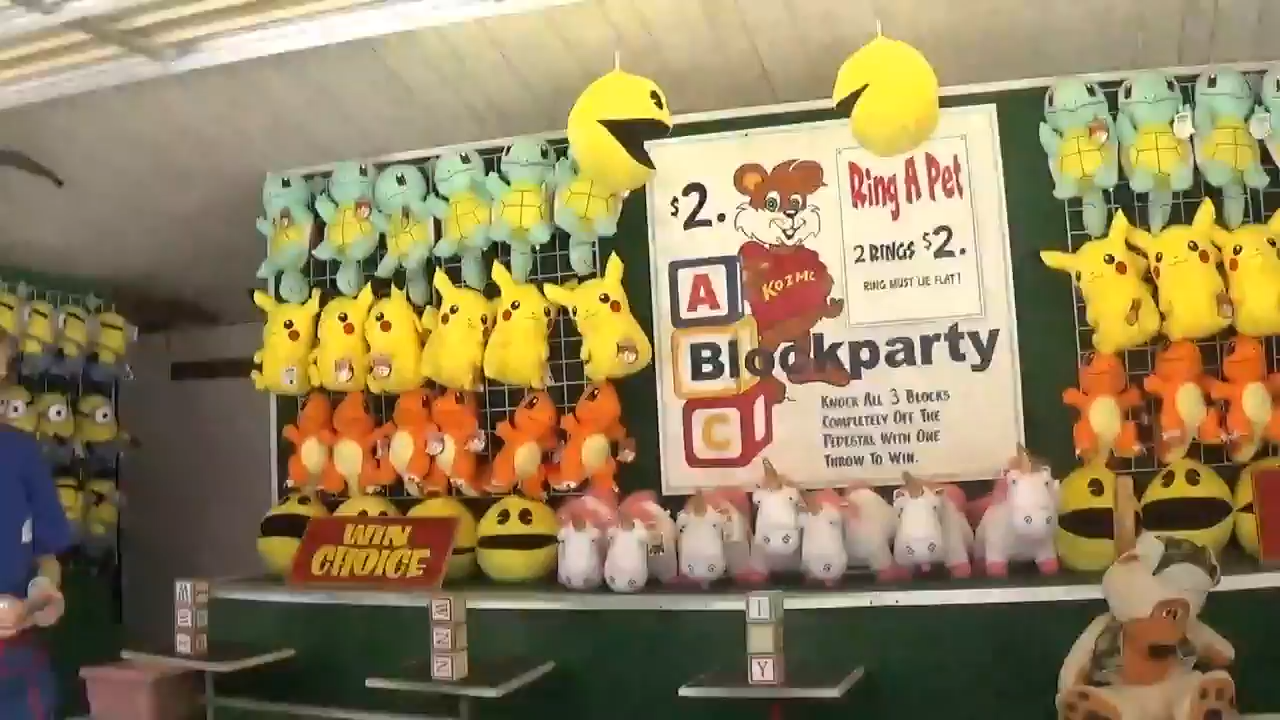 $2.
Ring A Pet
2 RINGS $2.
RING MUST LIE FLAT!
KOZMO
A
Blockparty
C
KNOCK ALL 3 BLOCKS
COMPLETELY OFF THE
PEDESTAL WITH ONE
THROW TO WIN.
WIN
CHOICE
I
Y